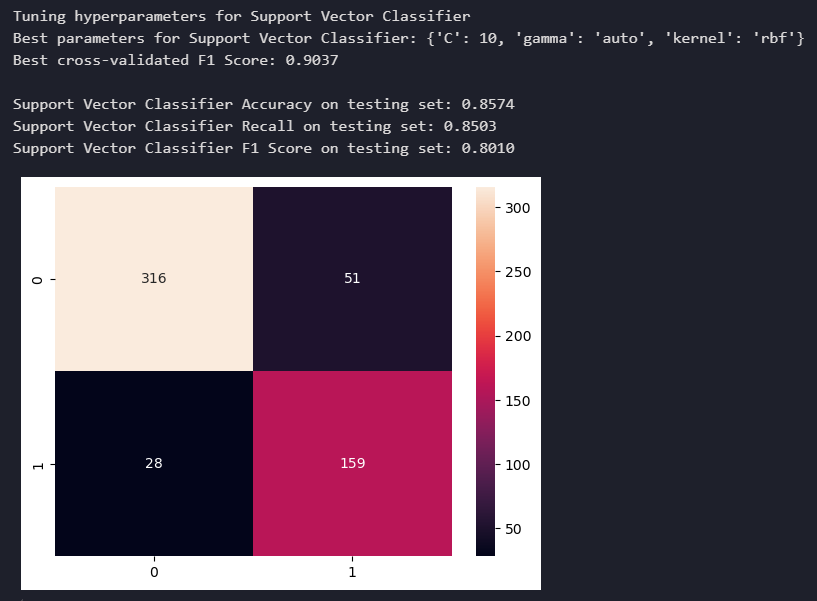 Tuning hyperparameters for Support Vector Classifier
Best parameters for Support Vector Classifier: {'C': 10, 'gamma': 'auto', 'kernel': 'rbf'}
Best cross-validated F1 Score: 0.9037
Support Vector Classifier Accuracy on testing set: 0.8574
Support Vector Classifier Recall on testing set: 0.8503
Support Vector Classifier F1 Score on testing set: 0.8010
300
0 316 51
250
200
150
1 28 159
100
50
0 1